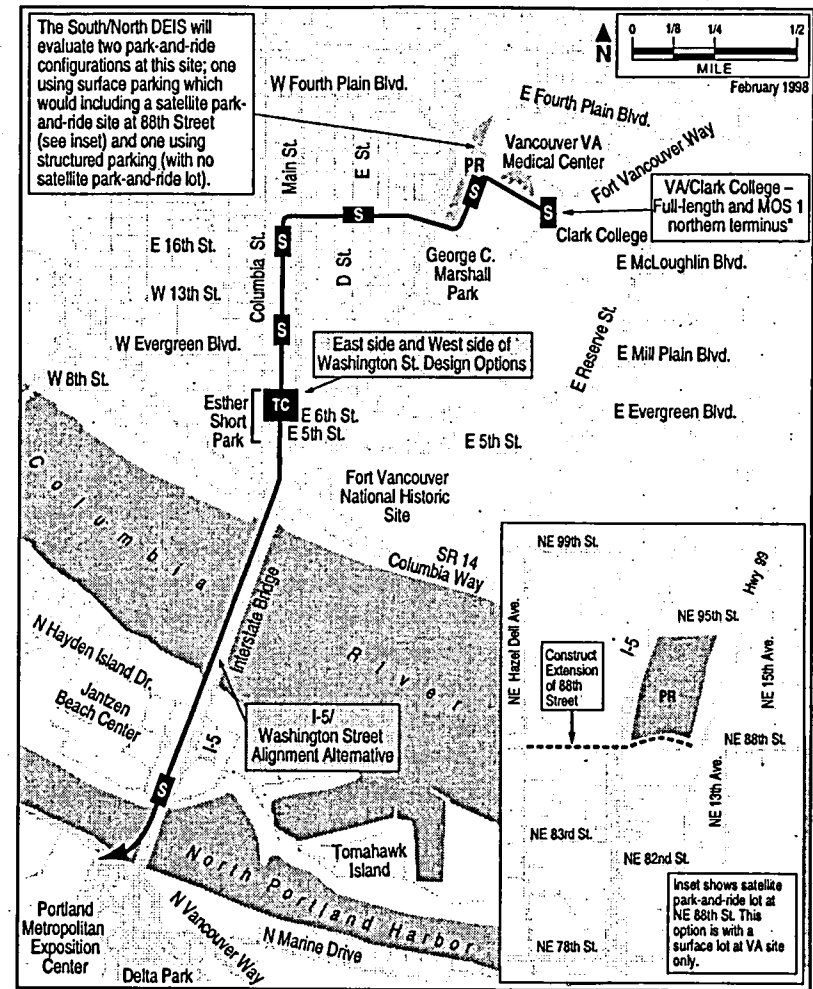 The South/North DEIS will
evaluate two park-and-ride
configurations at this site; one
using surface parking which
would including a satellite park-
and-ride site at 88th Street
(see inset) and one using
structured parking (with no
satellite park-and-ride lot).
N
0 1/8 1/4 1/2
MILE
February 1998
W Fourth Plain Blvd.
E Fourth Plain Blvd.
Main St.
E St.
PR
Vancouver VA
Medical Center
Fort Vancouver Way
S
S
S
S
VA/Clark College –
Full-length and MOS 1
northern terminus*
Clark College
E 16th St.
Columbia St.
D St.
George C.
Marshall
Park
E McLoughlin Blvd.
W 13th St.
S
W Evergreen Blvd.
East side and West side of
Washington St. Design Options
E Reserve St.
E Mill Plain Blvd.
W 8th St.
Esther
Short
Park
TC
E 6th St.
E 5th St.
E 5th St.
E Evergreen Blvd.
Fort Vancouver
National Historic
Site
Columbia
River
SR 14
Columbia Way
Interstate Bridge
N Hayden Island Dr.
Jantzen
Beach Center
I-5
I-5/
Washington Street
Alignment Alternative
S
Tomahawk
Island
North Portland Harbor
Portland
Metropolitan
Exposition
Center
N Vancouver Way
N Marine Drive
Delta Park
NE 99th St.
Hwy 99
NE Hazel Dell Ave.
I-5
NE 95th St.
Construct
Extension
of 88th
Street
PR
NE 15th Ave.
NE 88th St.
NE 13th Ave.
NE 83rd St.
NE 82nd St.
NE 78th St.
Inset shows satellite
park-and-ride lot at
NE 88th St. This
option is with a
surface lot at VA site
only.